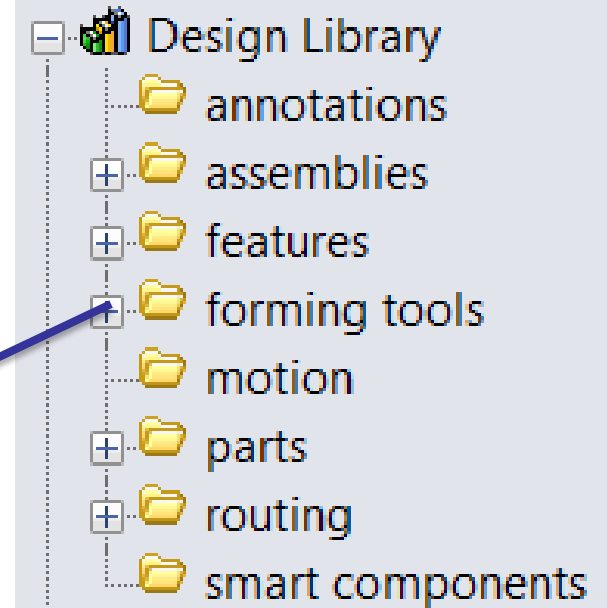 Design Library
annotations
assemblies
features
forming tools
motion
parts
routing
smart components